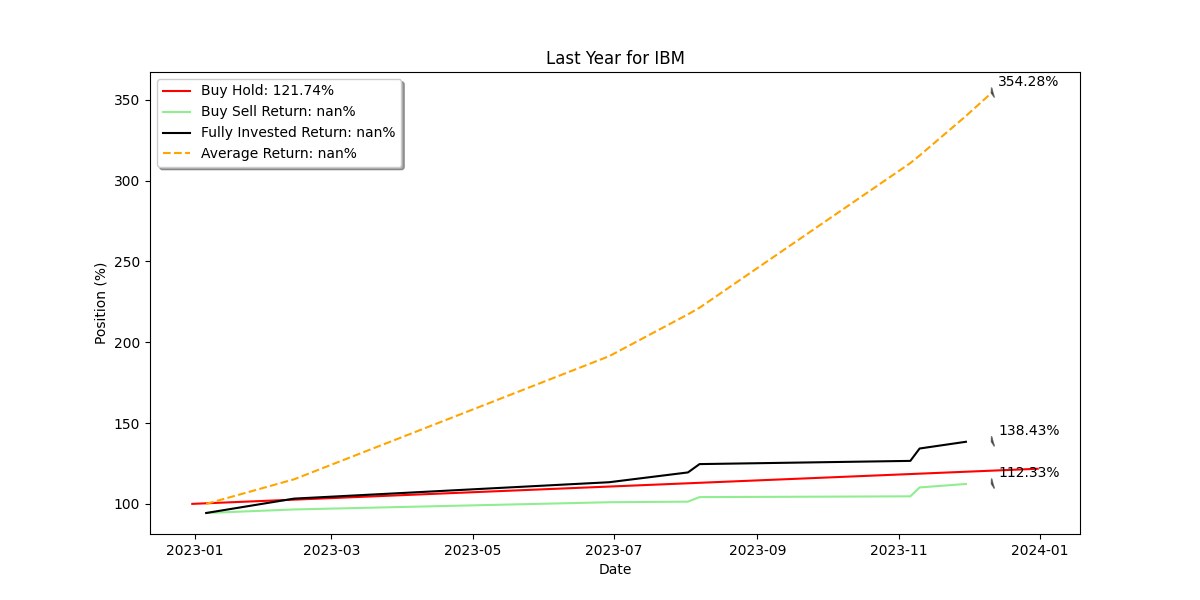 Last Year for IBM
Buy Hold: 121.74%
Buy Sell Return: nan%
Fully Invested Return: nan%
Average Return: nan%
354.28%
138.43%
112.33%
Position (%)
350
300
250
200
150
100
2023-01 2023-03 2023-05 2023-07 2023-09 2023-11 2024-01
Date